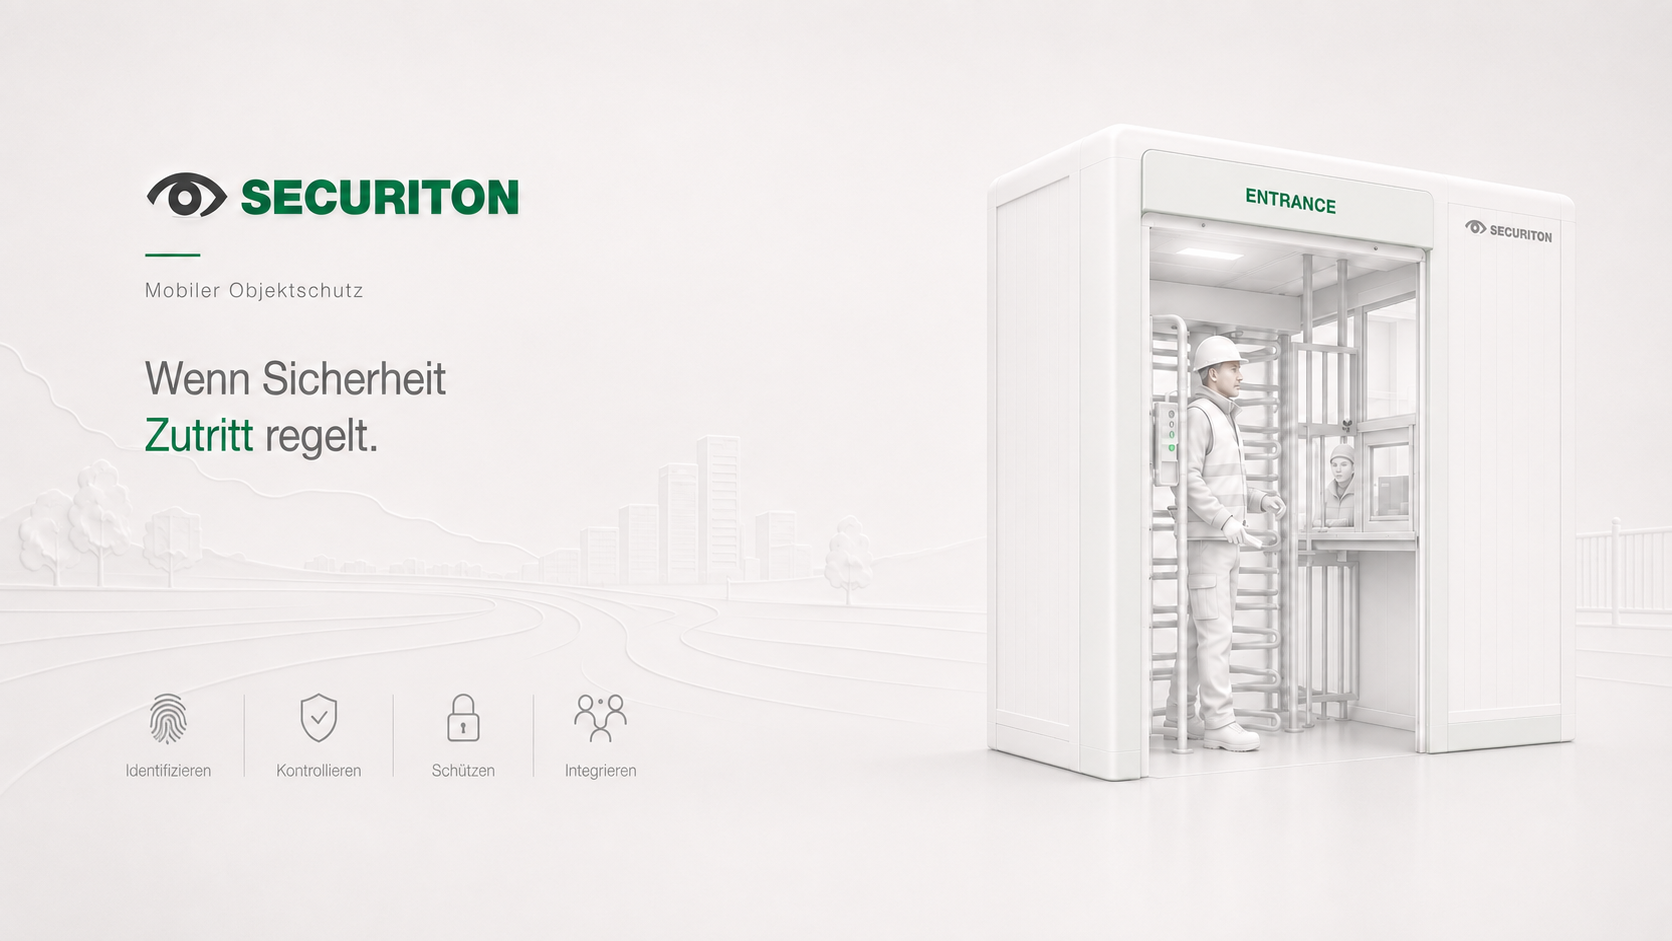 SECURITON
Mobiler Objektschutz
Wenn Sicherheit
Zutritt regelt.
Identifizieren
Kontrollieren
Schützen
Integrieren
ENTRANCE
SECURITON